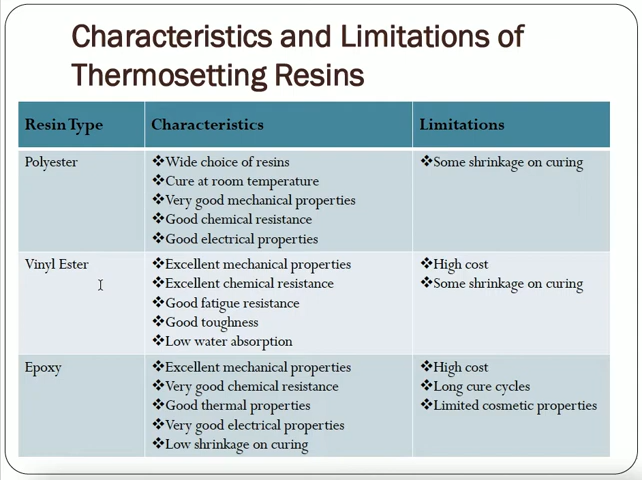 Characteristics and Limitations of
Thermosetting Resins
Resin Type
Characteristics
Limitations
Polyester
❖Wide choice of resins
❖Cure at room temperature
❖Very good mechanical properties
❖Good chemical resistance
❖Good electrical properties
❖Some shrinkage on curing
Vinyl Ester
❖Excellent mechanical properties
❖Excellent chemical resistance
❖Good fatigue resistance
❖Good toughness
❖Low water absorption
❖High cost
❖Some shrinkage on curing
Epoxy
❖Excellent mechanical properties
❖Very good chemical resistance
❖Good thermal properties
❖Very good electrical properties
❖Low shrinkage on curing
❖High cost
❖Long cure cycles
❖Limited cosmetic properties